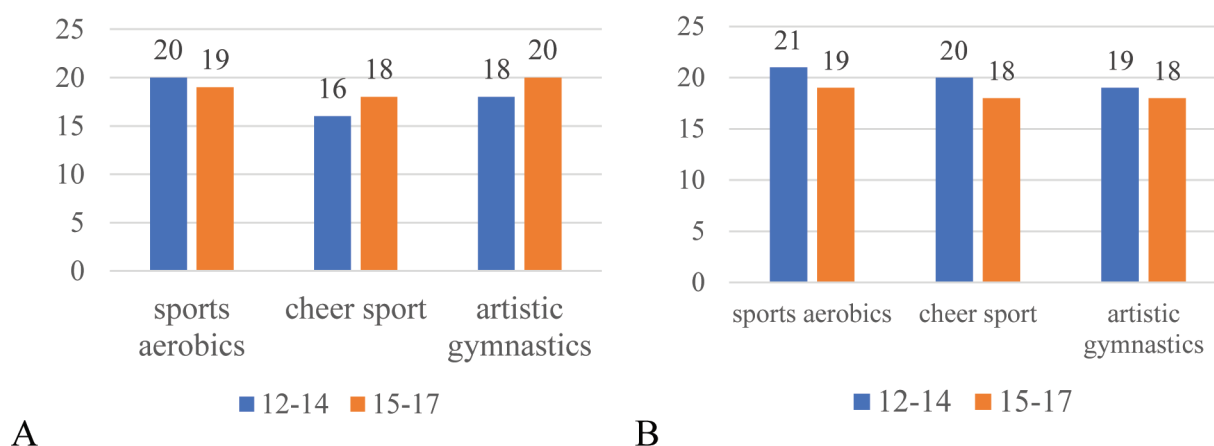 25
20
15
10
5
0
20 19
16 18
18 20
sports aerobics
cheer sport
artistic gymnastics
12-14 15-17
A
25
20
15
10
5
0
21 19
20 18
19 18
sports aerobics
cheer sport
artistic
gymnastics
12-14 15-17
B